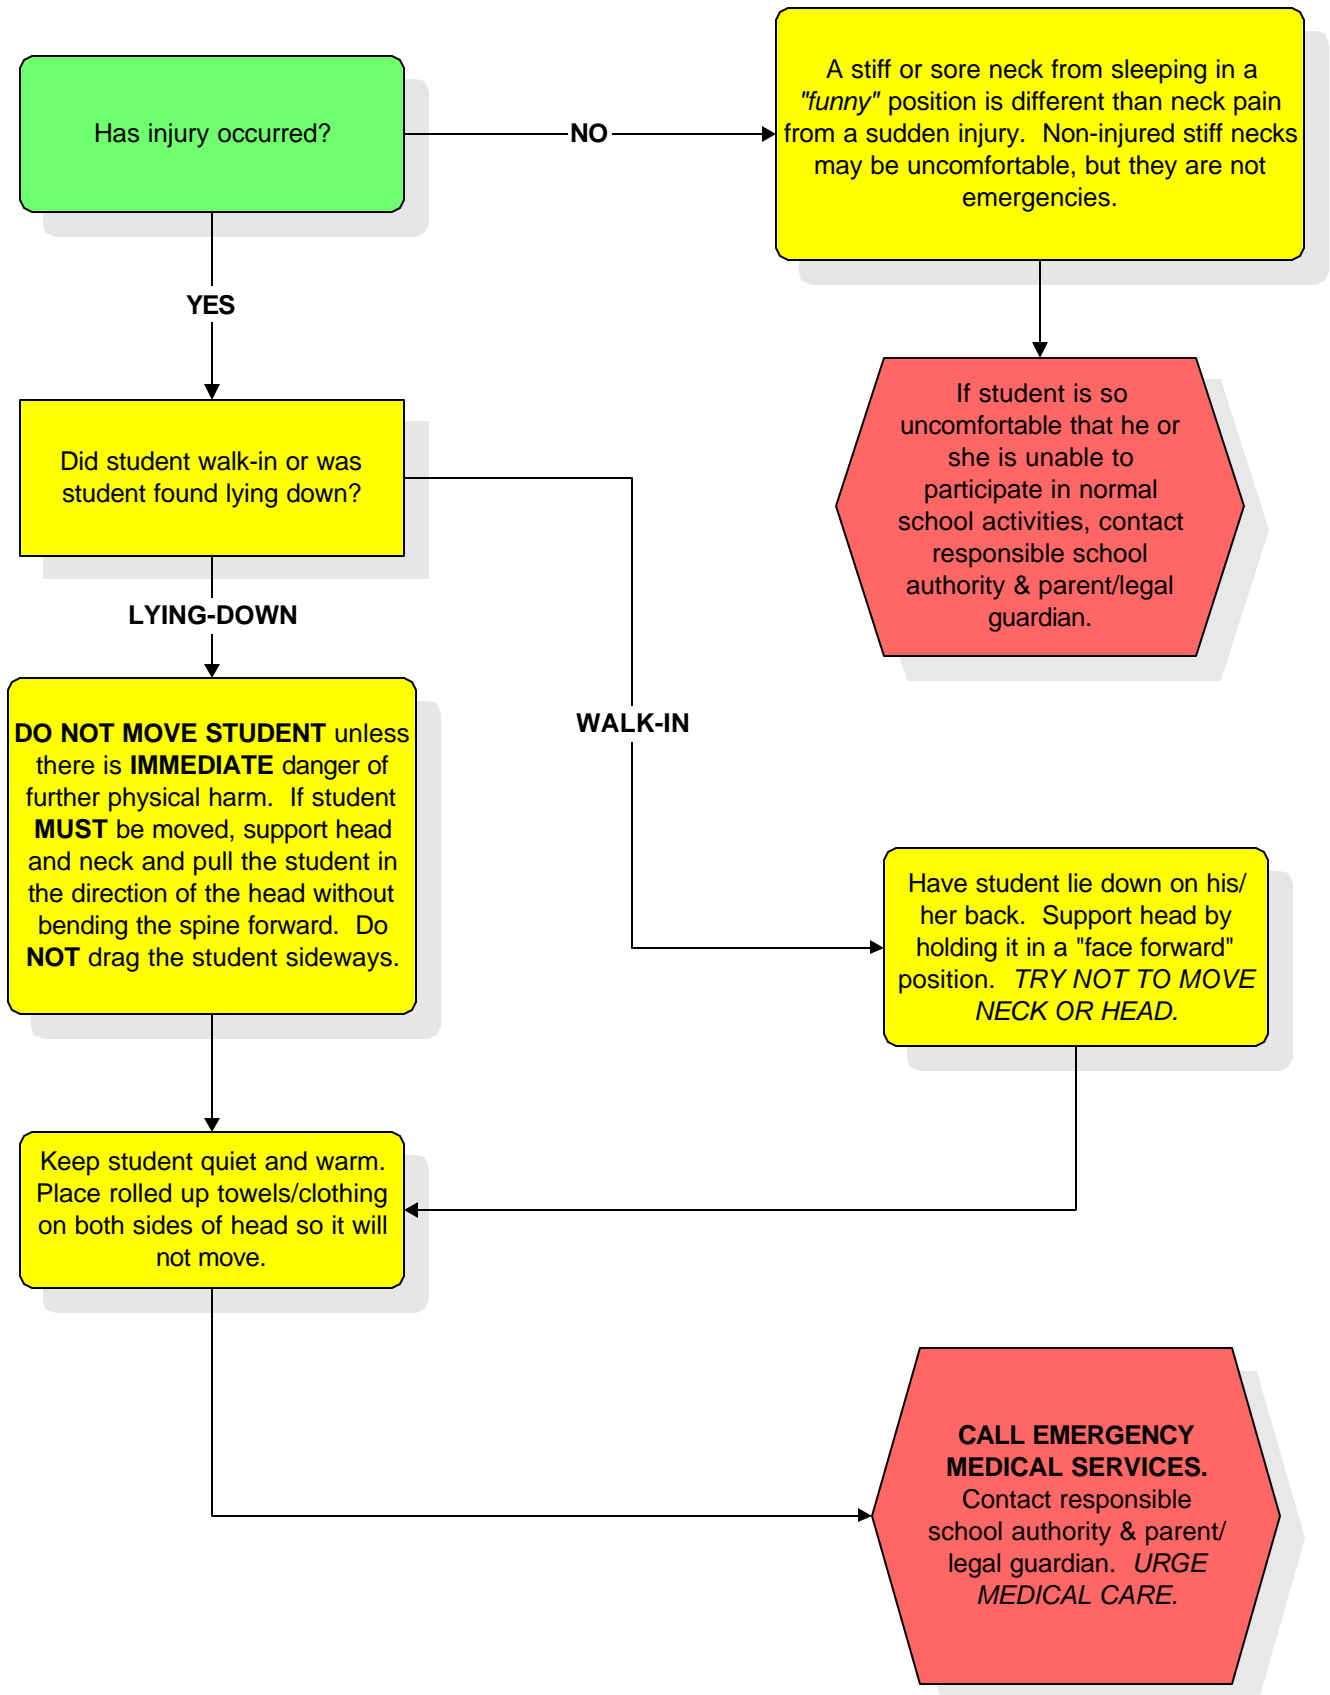 Has injury occurred?
NO
A stiff or sore neck from sleeping in a
"funny" position is different than neck pain
from a sudden injury.  Non-injured stiff necks
may be uncomfortable, but they are not
emergencies.
YES
If student is so
uncomfortable that he or
she is unable to
participate in normal
school activities, contact
responsible school
authority & parent/legal
guardian.
Did student walk-in or was
student found lying down?
LYING-DOWN
WALK-IN
DO NOT MOVE STUDENT unless
there is IMMEDIATE danger of
further physical harm.  If student
MUST be moved, support head
and neck and pull the student in
the direction of the head without
bending the spine forward.  Do
NOT drag the student sideways.
Have student lie down on his/
her back.  Support head by
holding it in a "face forward"
position.  TRY NOT TO MOVE
NECK OR HEAD.
Keep student quiet and warm.
Place rolled up towels/clothing
on both sides of head so it will
not move.
CALL EMERGENCY
MEDICAL SERVICES.
Contact responsible
school authority & parent/
legal guardian.  URGE
MEDICAL CARE.